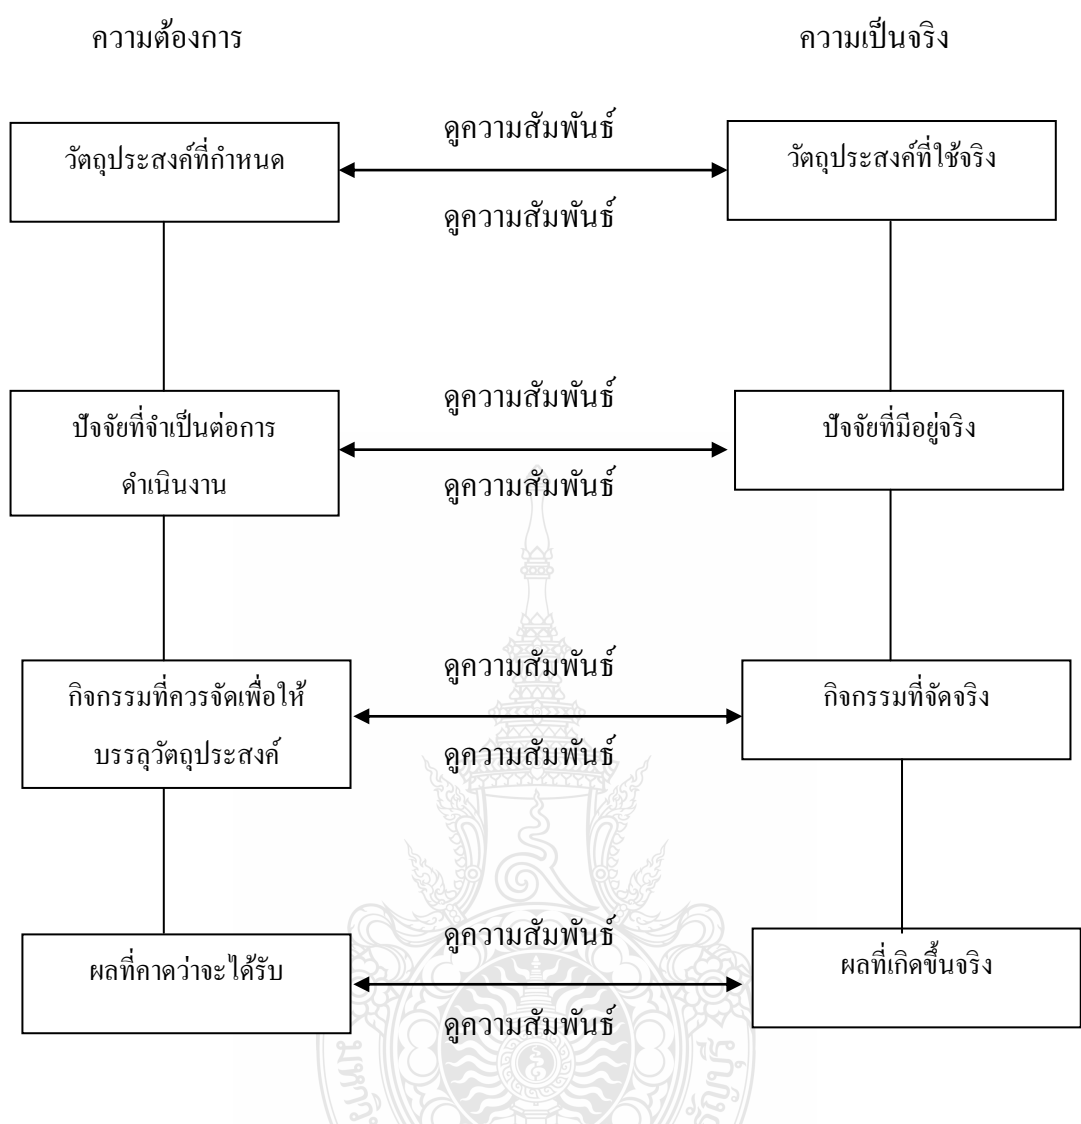 ความต้องการ
ความเป็นจริง
ดูความสัมพันธ์
วัตถุประสงค์ที่กำหนด
วัตถุประสงค์ที่ใช้จริง
ดูความสัมพันธ์
ดูความสัมพันธ์
ปัจจัยที่จำเป็นต่อการ
ดำเนินงาน
ปัจจัยที่มีอยู่จริง
ดูความสัมพันธ์
ดูความสัมพันธ์
กิจกรรมที่ควรจัดเพื่อให้
บรรลุวัตถุประสงค์
กิจกรรมที่จัดจริง
ดูความสัมพันธ์
ดูความสัมพันธ์
ผลที่คาดว่าจะได้รับ
ผลที่เกิดขึ้นจริง
ดูความสัมพันธ์